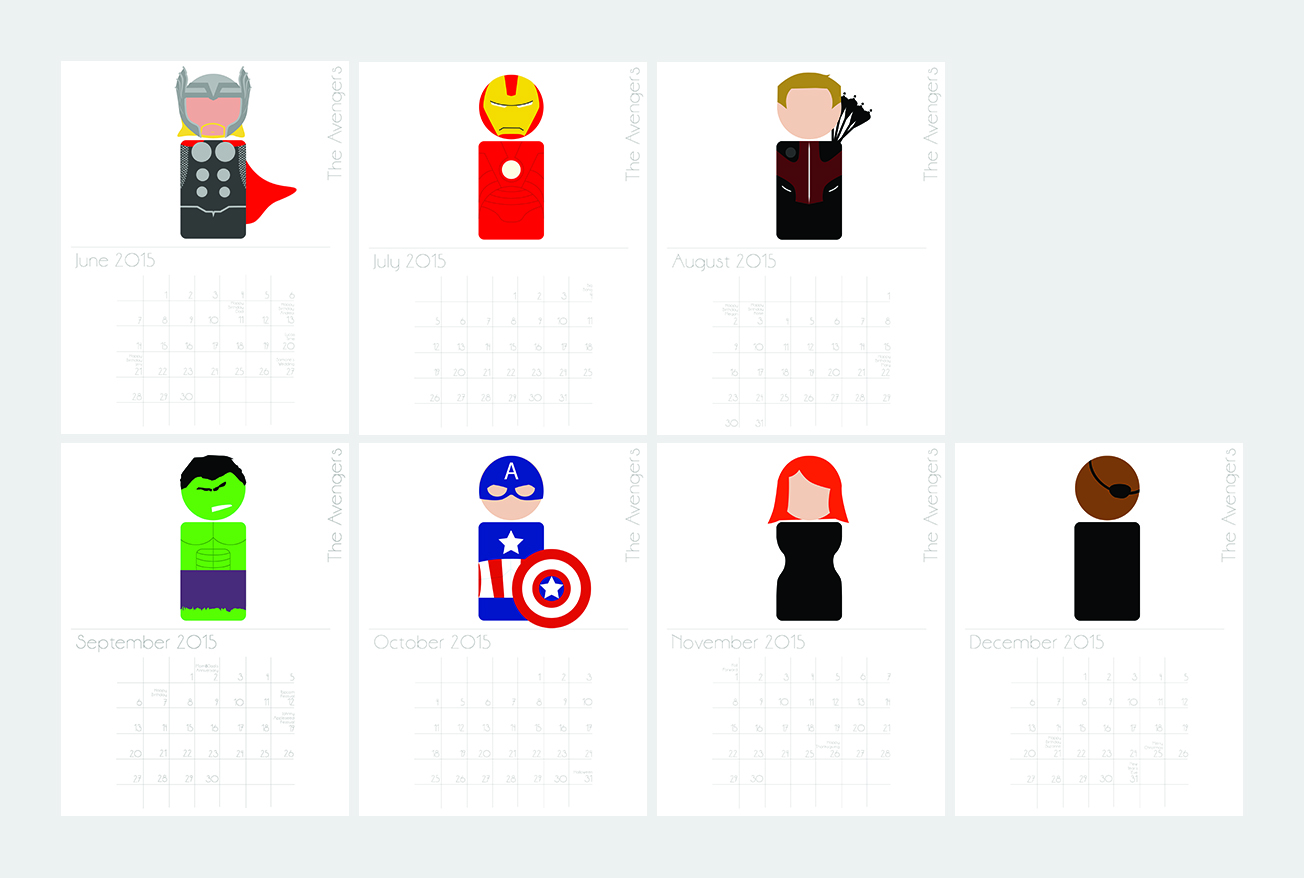 The Avengers
June 2015
1 2 3 4 5 6
7 8 9 10 11 12 13
14 15 16 17 18 19 20
21 22 23 24 25 26 27
28 29 30
The Avengers
July 2015
1 2 3 4
5 6 7 8 9 10 11
12 13 14 15 16 17 18
19 20 21 22 23 24 25
26 27 28 29 30 31
The Avengers
August 2015
1
Happy Happy
Birthday Birthday
2 3 4 5 6 7 8
9 10 11 12 13 14 15
16 17 18 19 20 21 22
23 24 25 26 27 28 29
30 31
The Avengers
September 2015
Anniversary
1 2 3 4 5
Happy
Birthday
6 7 8 9 10 11 12
13 14 15 16 17 18 19
20 21 22 23 24 25 26
27 28 29 30
A
The Avengers
October 2015
1 2 3
4 5 6 7 8 9 10
11 12 13 14 15 16 17
18 19 20 21 22 23 24
Halloween
25 26 27 28 29 30 31
The Avengers
November 2015
1 2 3 4 5 6 7
8 9 10 11 12 13 14
15 16 17 18 19 20 21
Happy
Thanksgiving
22 23 24 25 26 27 28
29 30
The Avengers
December 2015
1 2 3 4 5
6 7 8 9 10 11 12
13 14 15 16 17 18 19
20 21 22 23 24 25 26
27 28 29 30 31